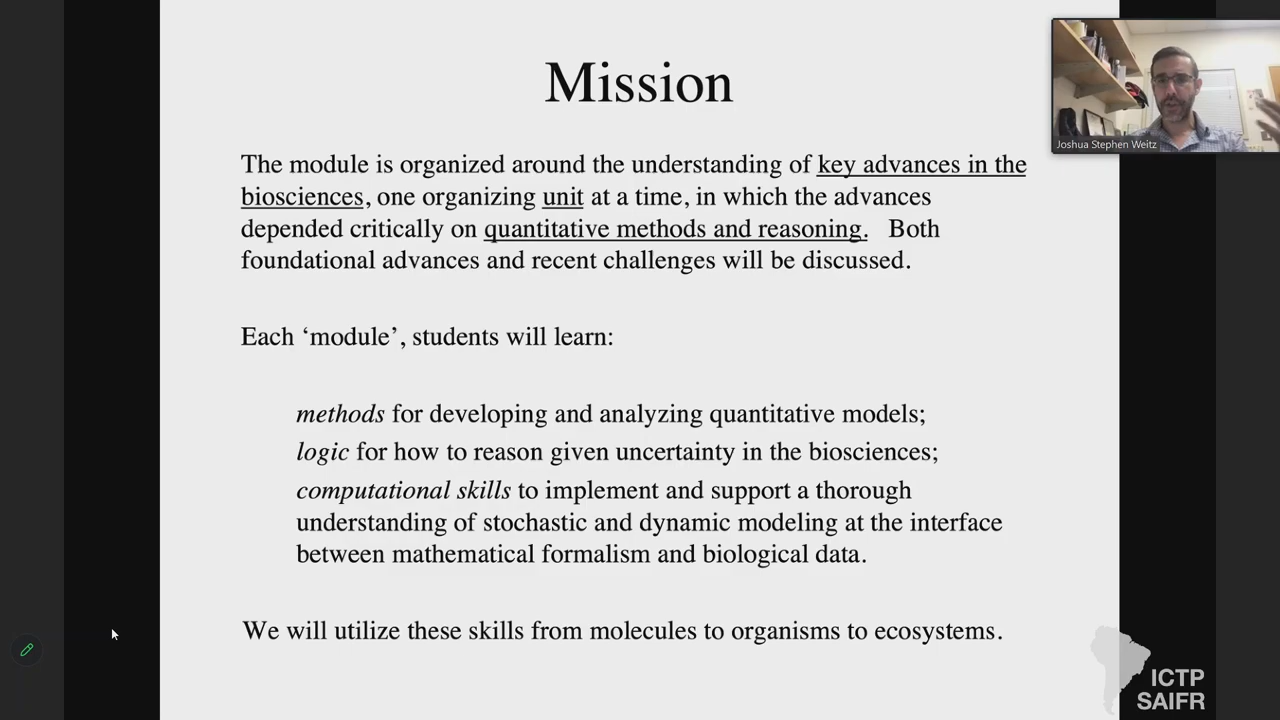 Mission
Joshua Stephen Weitz
The module is organized around the understanding of key advances in the
biosciences, one organizing unit at a time, in which the advances
depended critically on quantitative methods and reasoning.   Both
foundational advances and recent challenges will be discussed.
Each ‘module’, students will learn:
methods for developing and analyzing quantitative models;
logic for how to reason given uncertainty in the biosciences;
computational skills to implement and support a thorough
understanding of stochastic and dynamic modeling at the interface
between mathematical formalism and biological data.
We will utilize these skills from molecules to organisms to ecosystems.
ICTP
SAIFR